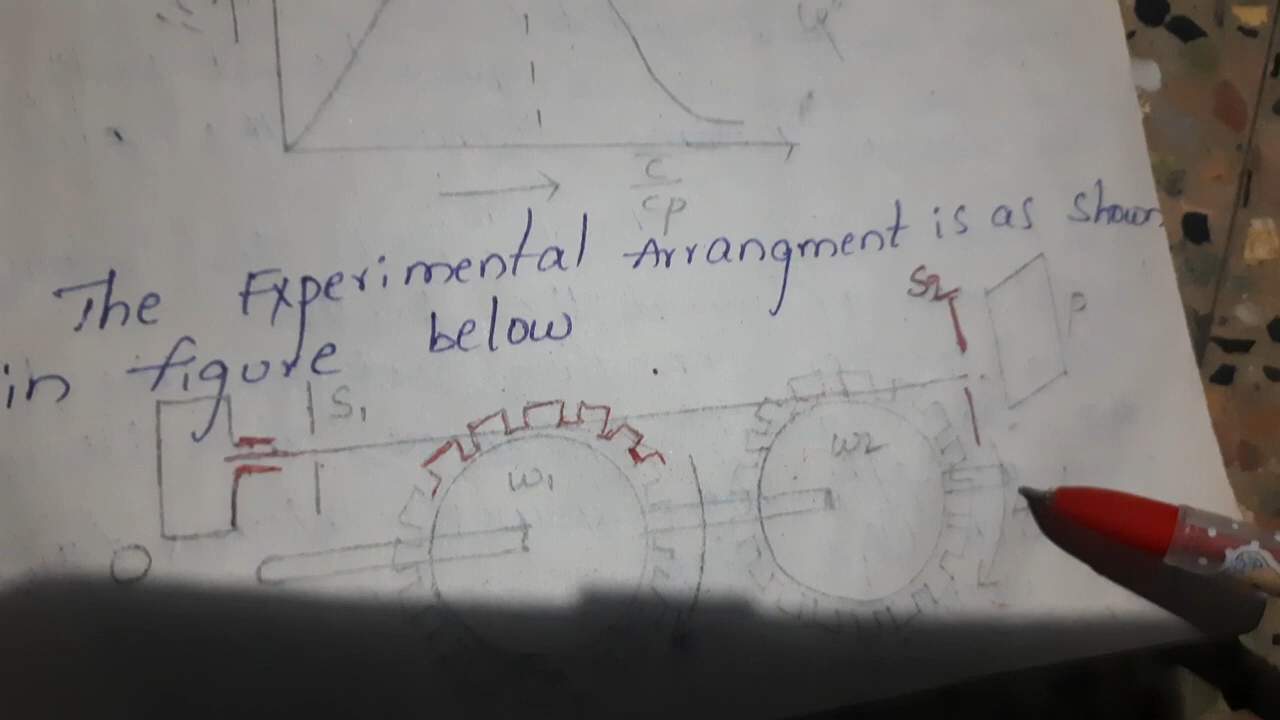 c
cp
The Experimental Arrangment is as shown
in figure below
S2
P
S1
W1
W2
O